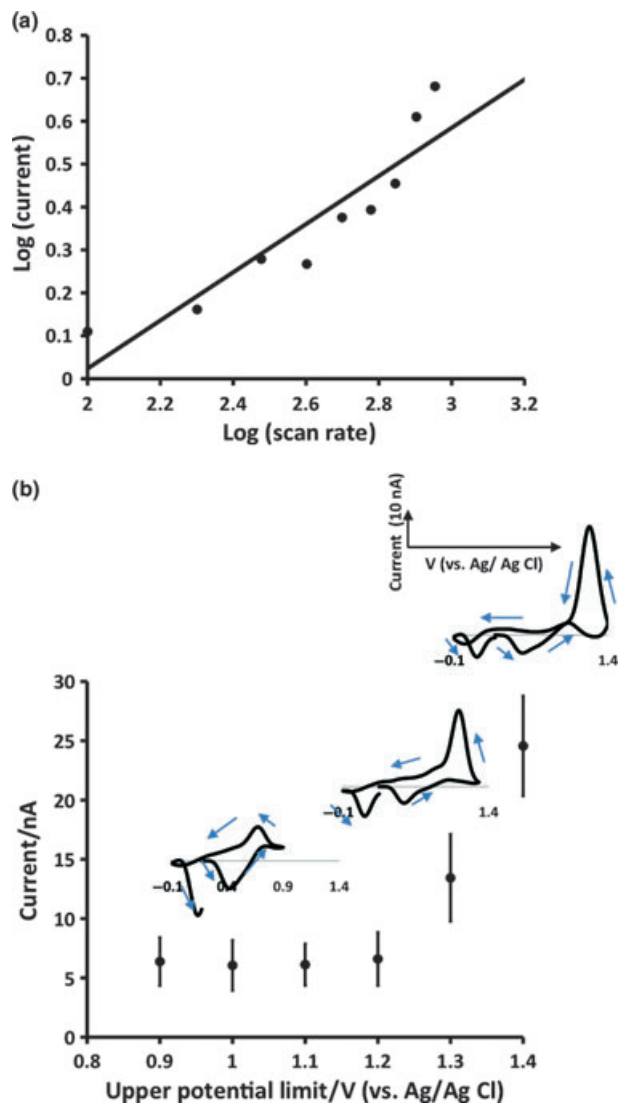 (a)
0.8
0.7
0.6
0.5
0.4
0.3
0.2
0.1
0
Log (current)
2 2.2 2.4 2.6 2.8 3 3.2
Log (scan rate)
(b)
Current (10 nA)
V (vs. Ag/ Ag Cl)
−0.1
1.4
−0.1
1.4
−0.1 0.4 0.9 1.4
30
25
20
15
10
5
0
Current/nA
0.8 0.9 1 1.1 1.2 1.3 1.4
Upper potential limit/V (vs. Ag/Ag Cl)